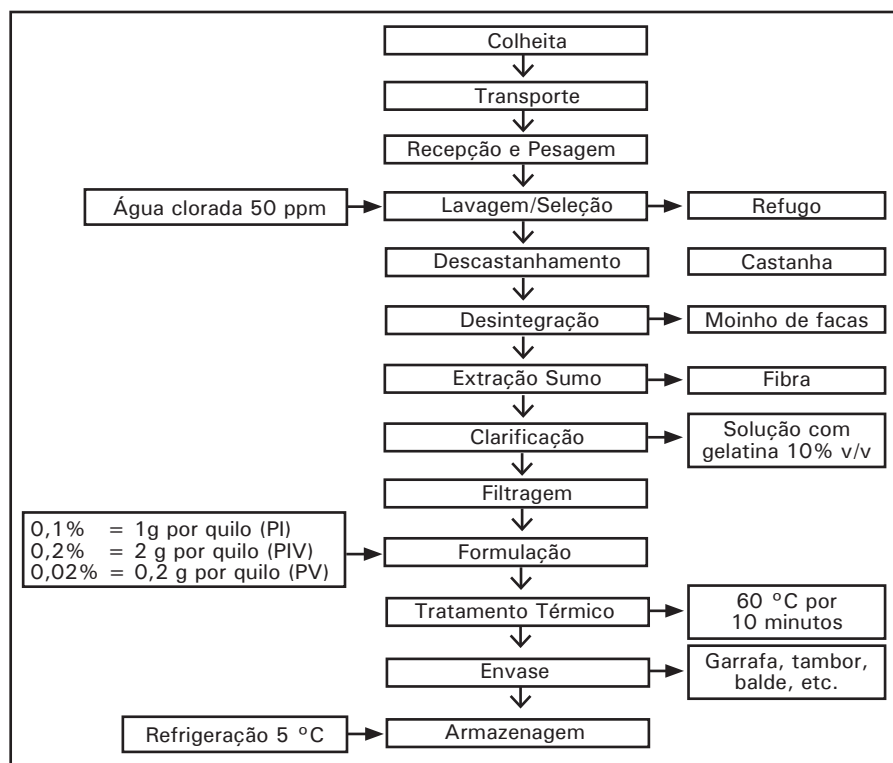 Colheita
Transporte
Recepção e Pesagem
Água clorada 50 ppm
Lavagem/Seleção
Refugo
Descastanhamento
Castanha
Desintegração
Moinho de facas
Extração Sumo
Fibra
Clarificação
Solução com
gelatina 10% v/v
Filtragem
0,1% = 1g por quilo (PI)
0,2% = 2 g por quilo (PIV)
0,02% = 0,2 g por quilo (PV)
Formulação
Tratamento Térmico
60 ºC por
10 minutos
Envase
Garrafa, tambor,
balde, etc.
Refrigeração 5 ºC
Armazenagem